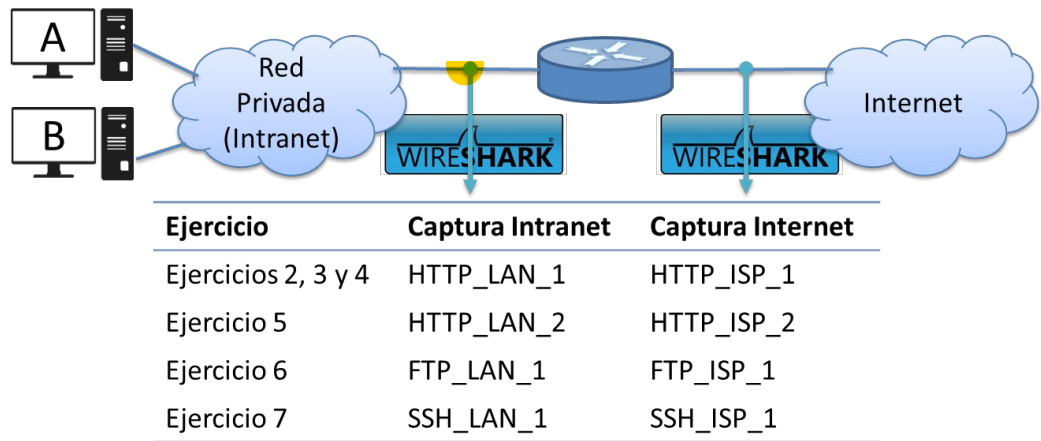 A
B
Red
Privada
(Intranet)
Internet
WIRESHARK
WIRESHARK
Ejercicio Captura Intranet Captura Internet
Ejercicios 2, 3 y 4 HTTP_LAN_1 HTTP_ISP_1
Ejercicio 5 HTTP_LAN_2 HTTP_ISP_2
Ejercicio 6 FTP_LAN_1 FTP_ISP_1
Ejercicio 7 SSH_LAN_1 SSH_ISP_1